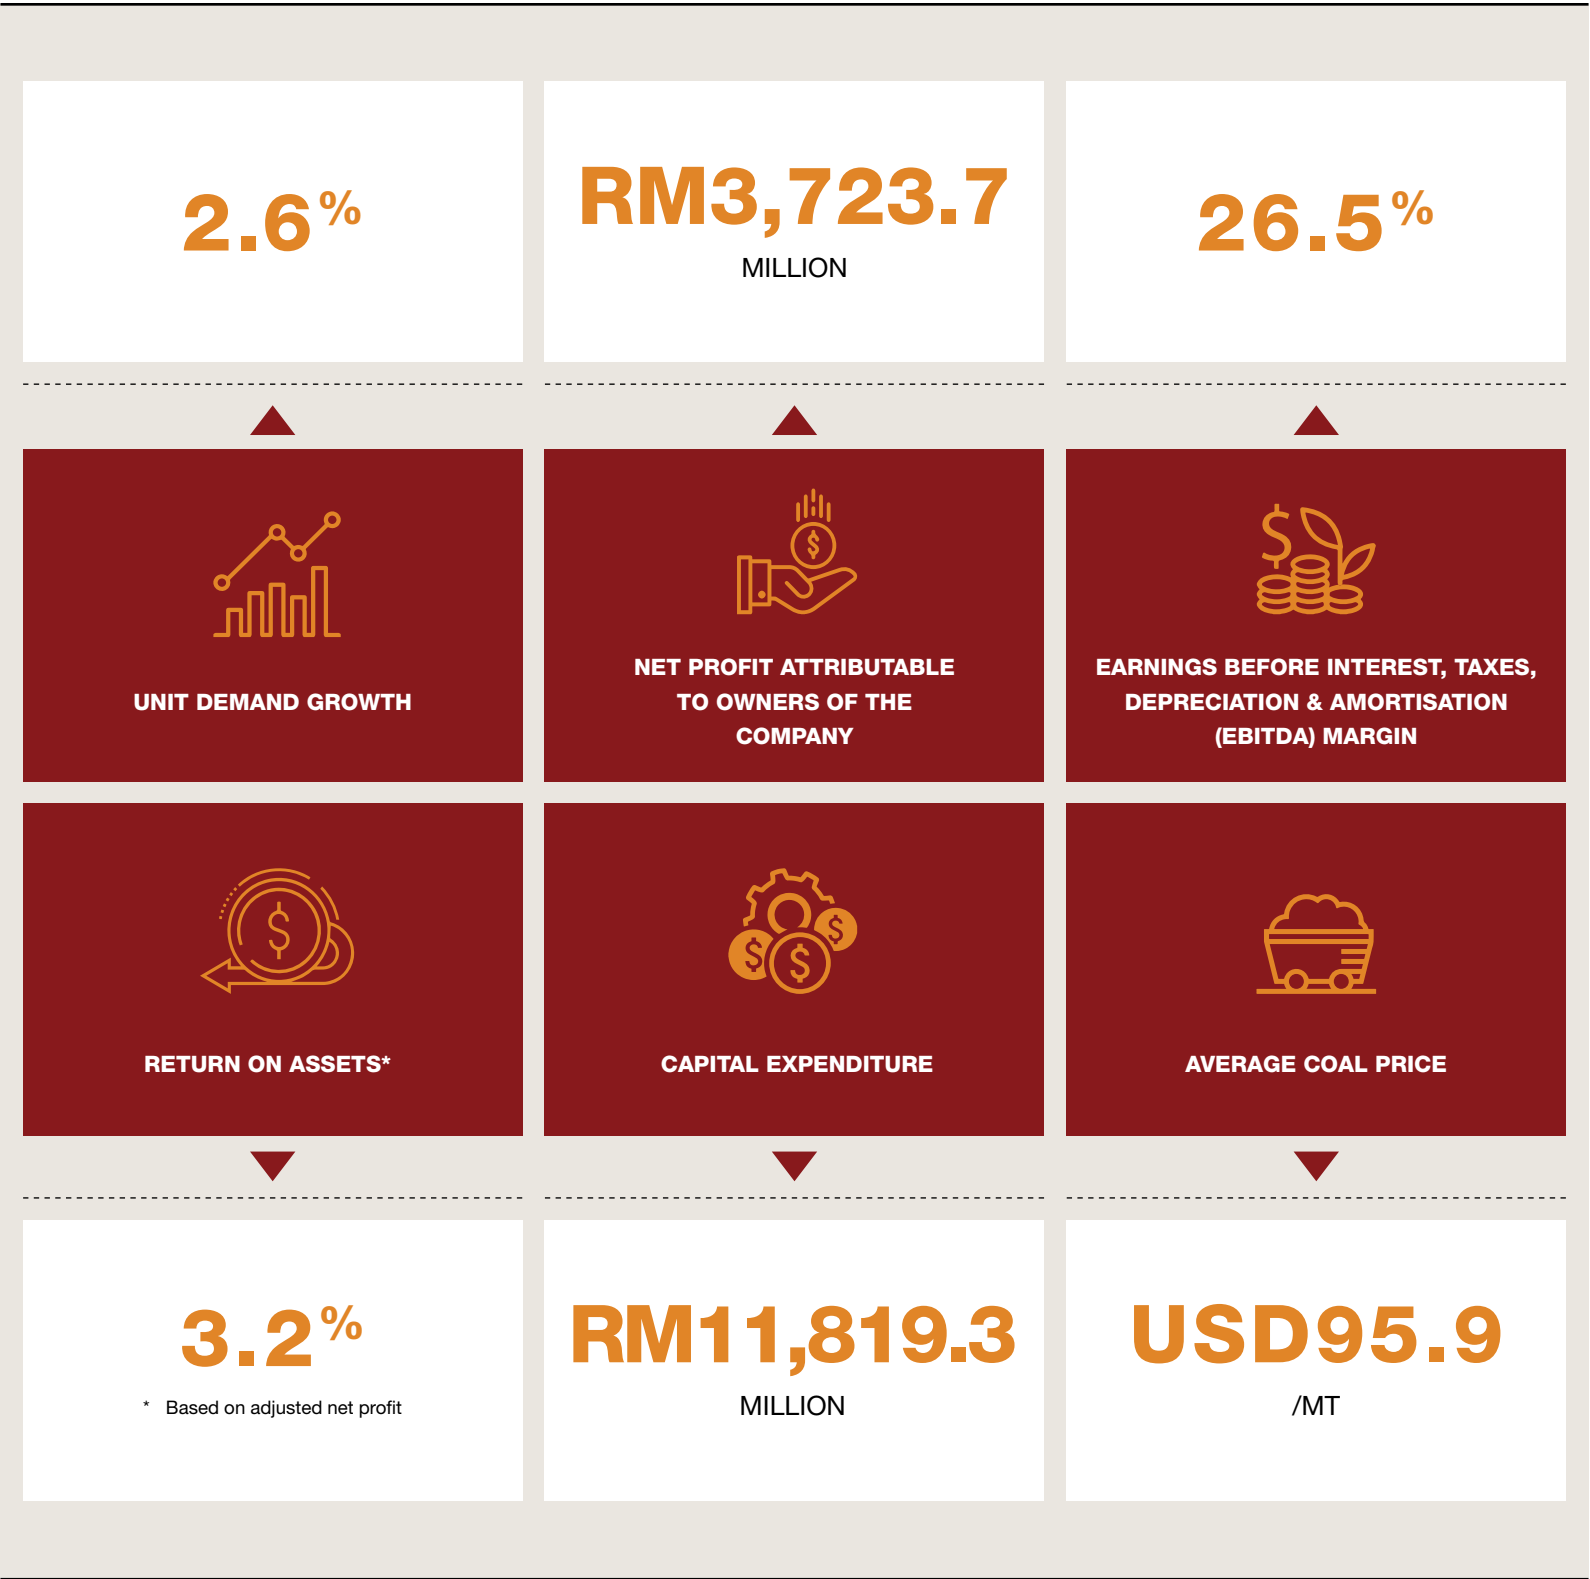 2.6%
RM3,723.7
MILLION
26.5%
UNIT DEMAND GROWTH
NET PROFIT ATTRIBUTABLE
TO OWNERS OF THE
COMPANY
EARNINGS BEFORE INTEREST, TAXES,
DEPRECIATION & AMORTISATION
(EBITDA) MARGIN
RETURN ON ASSETS*
CAPITAL EXPENDITURE
AVERAGE COAL PRICE
3.2%
* Based on adjusted net profit
RM11,819.3
MILLION
USD95.9
/MT